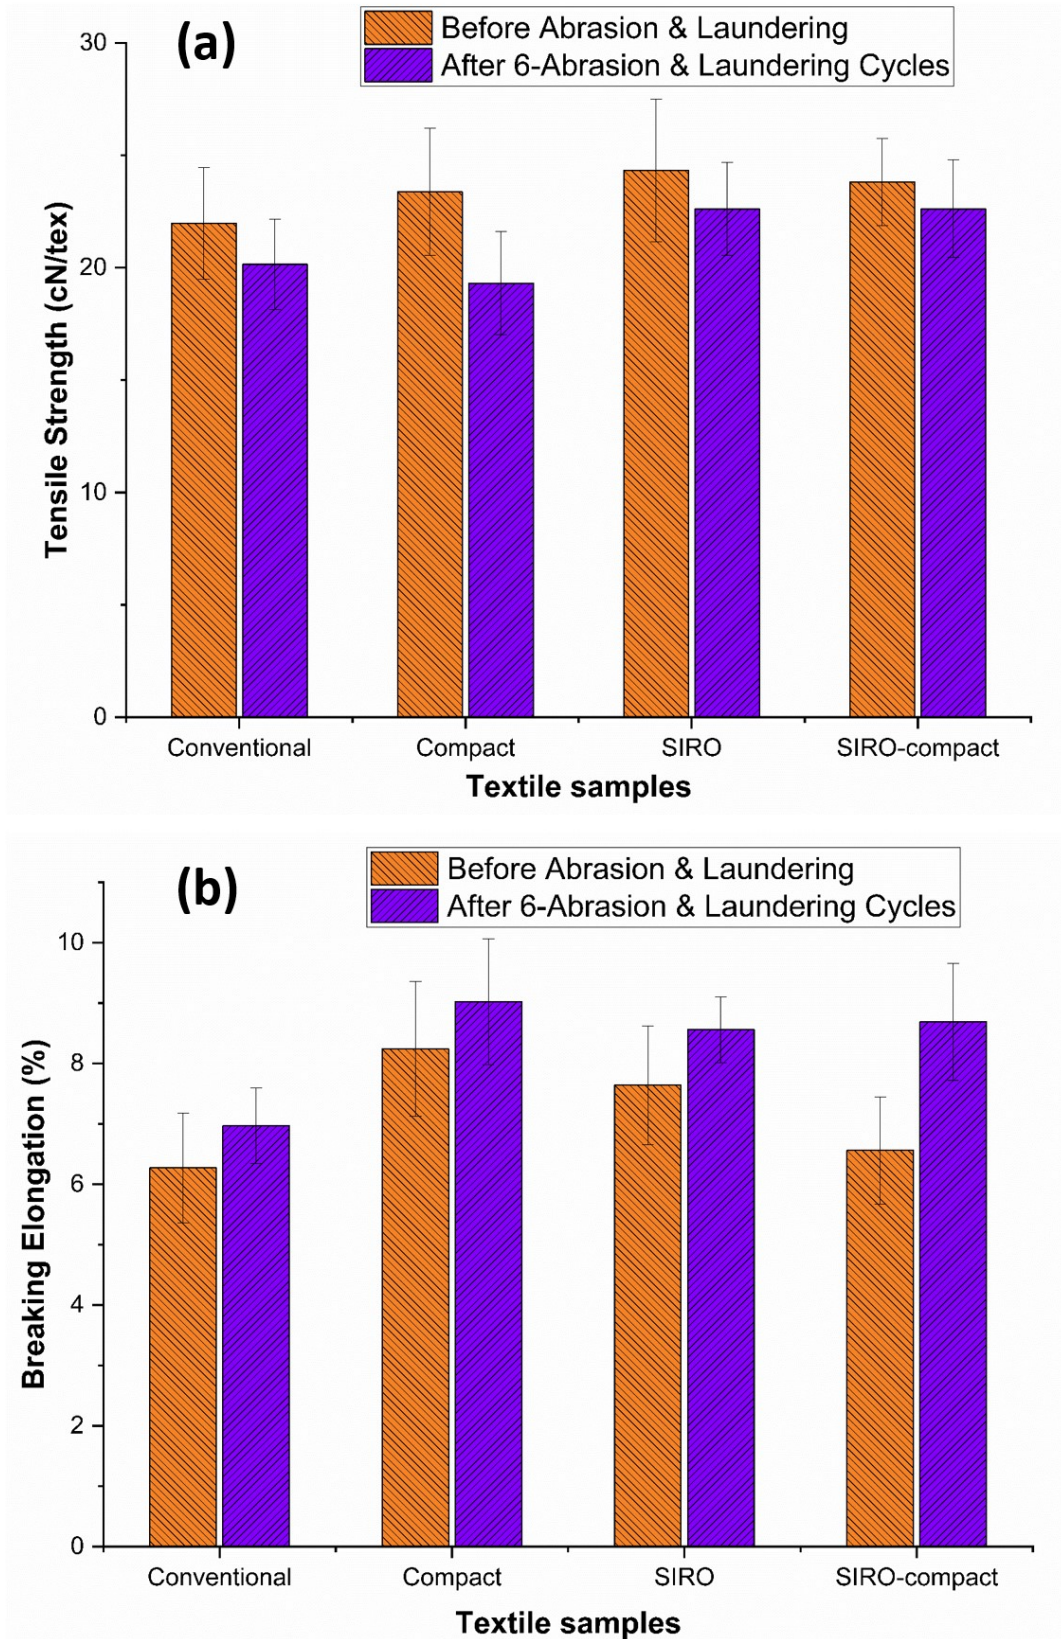 (a)
Before Abrasion & Laundering
After 6-Abrasion & Laundering Cycles
30
20
10
0
Tensile Strength (cN/tex)
Conventional Compact SIRO SIRO-compact
Textile samples
(b)
Before Abrasion & Laundering
After 6-Abrasion & Laundering Cycles
10
8
6
4
2
0
Breaking Elongation (%)
Conventional Compact SIRO SIRO-compact
Textile samples